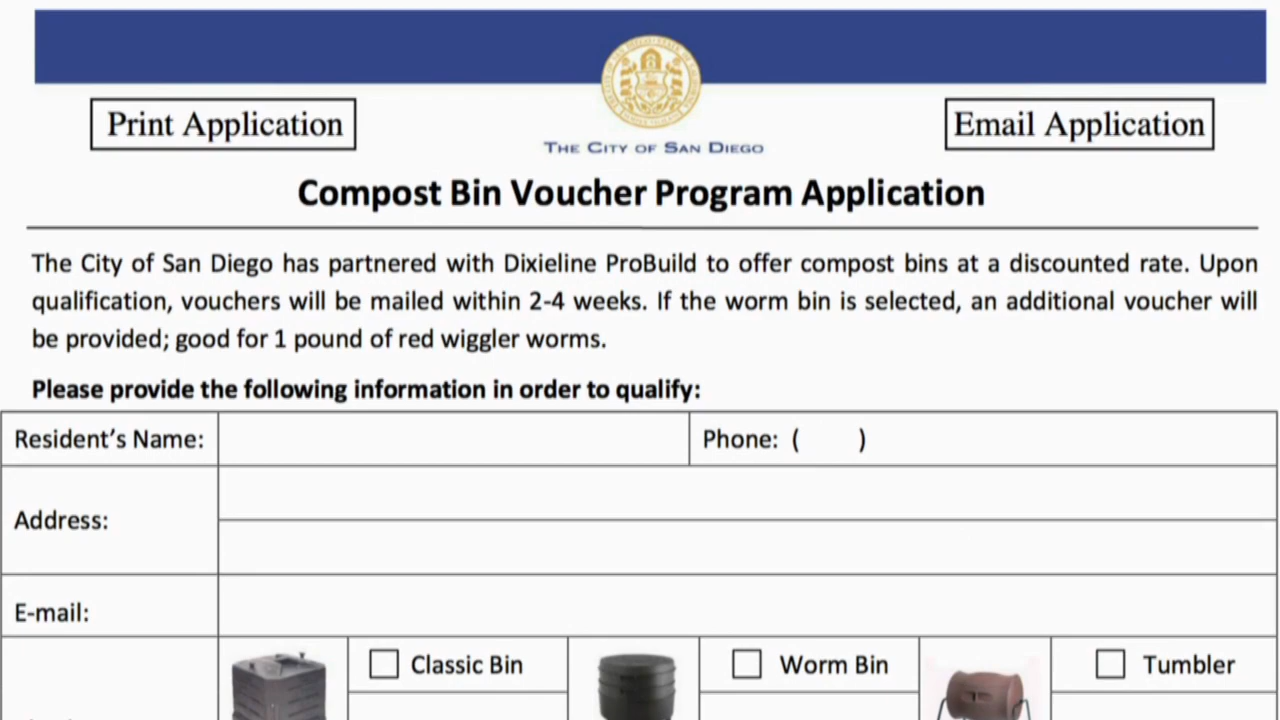 Print Application
Email Application
THE CITY OF SAN DIEGO
Compost Bin Voucher Program Application
The City of San Diego has partnered with Dixieline ProBuild to offer compost bins at a discounted rate. Upon
qualification, vouchers will be mailed within 2-4 weeks. If the worm bin is selected, an additional voucher will
be provided; good for 1 pound of red wiggler worms.
Please provide the following information in order to qualify:
Resident's Name:
Phone: ( )
Address:
E-mail:
Classic Bin
Worm Bin
Tumbler